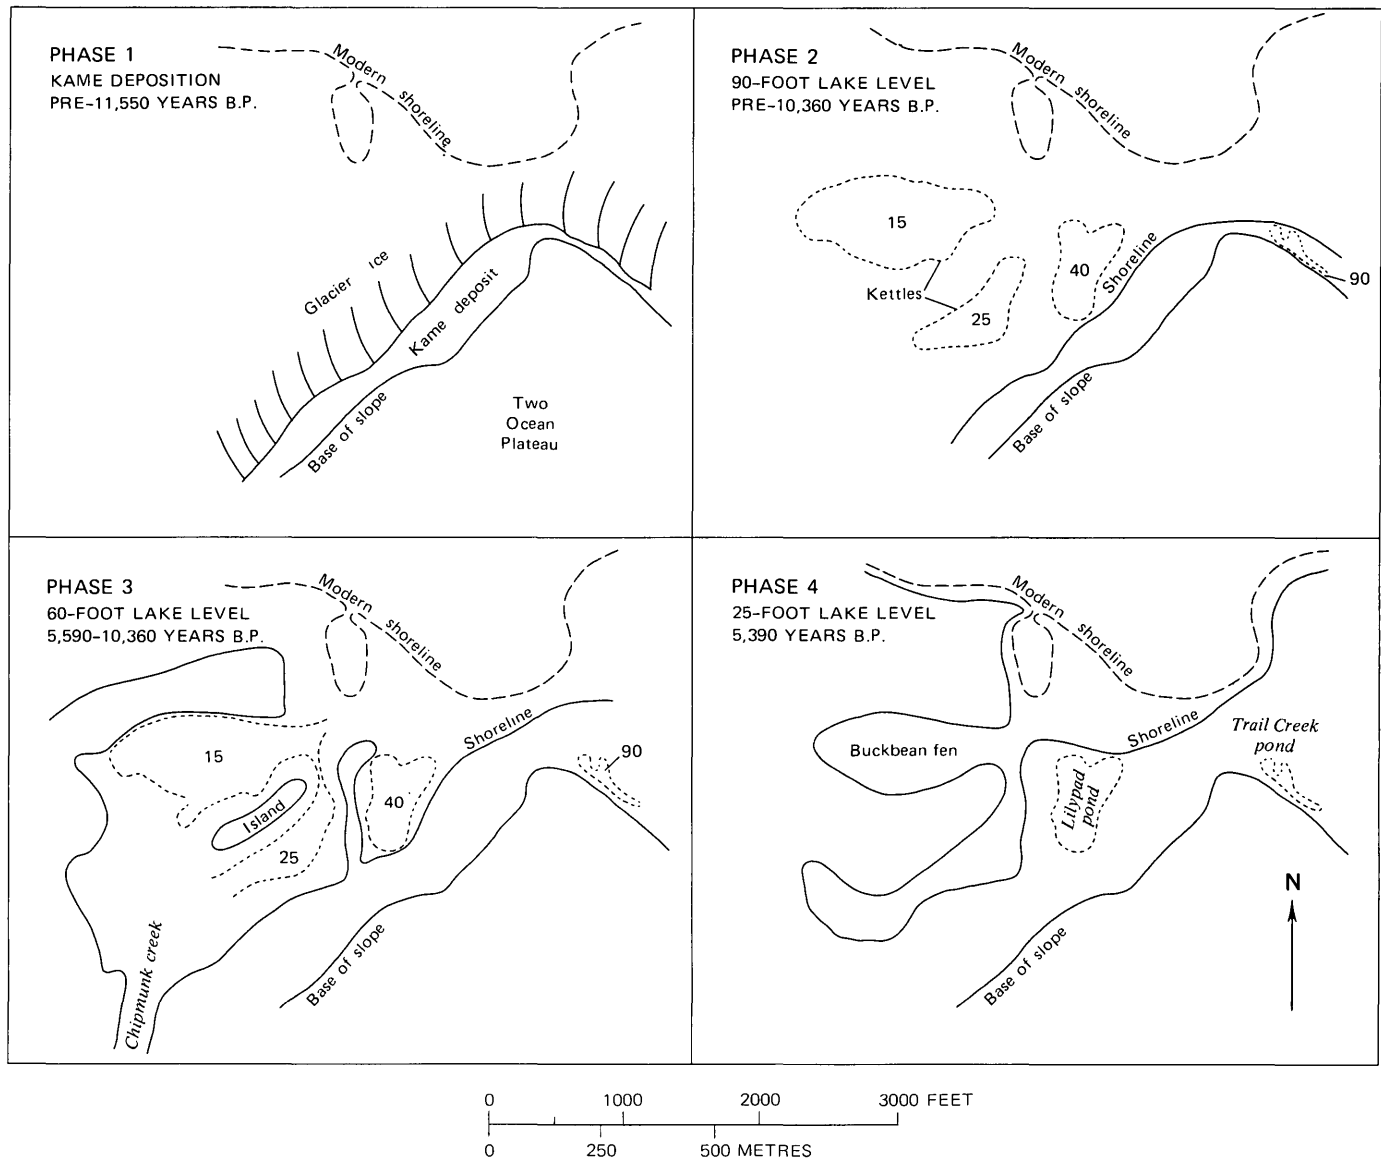 PHASE 1
KAME DEPOSITION
PRE-11,550 YEARS B.P.
Modern shoreline
Glacier ice
Kame deposit
Base of slope
Two
Ocean
Plateau
PHASE 2
90-FOOT LAKE LEVEL
PRE-10,360 YEARS B.P.
Modern shoreline
15
40
Shoreline
90
Kettles
25
Base of slope
PHASE 3
60-FOOT LAKE LEVEL
5,590-10,360 YEARS B.P.
Modern shoreline
Shoreline
15
90
40
Island
25
Base of slope
Chipmunk creek
PHASE 4
25-FOOT LAKE LEVEL
5,390 YEARS B.P.
Modern shoreline
Shoreline
Trail Creek
pond
Buckbean fen
Lilypad
pond
N
Base of slope
0 1000 2000 3000 FEET
0 250 500 METRES